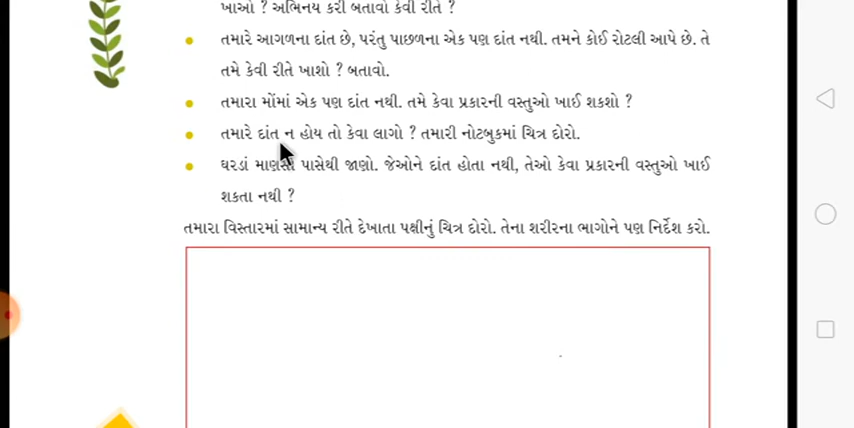 ખાઓ ? અભિનય કરી બતાવો કેવી રીતે ?
તમારે આગળના દાંત છે, પરંતુ પાછળના એક પણ દાંત નથી. તમને કોઈ રોટલી આપે છે. તે
તમે કેવી રીતે ખાશો ? બતાવો.
તમારા મોંમાં એક પણ દાંત નથી. તમે કેવા પ્રકારની વસ્તુઓ ખાઈ શકશો ?
તમારે દાંત ન હોય તો કેવા લાગો ? તમારી નોટબુકમાં ચિત્ર દોરો.
ઘરડાં માણસો પાસેથી જાણો. જેઓને દાંત હોતા નથી, તેઓ કેવા પ્રકારની વસ્તુઓ ખાઈ
શકતા નથી ?
તમારા વિસ્તારમાં સામાન્ય રીતે દેખાતા પક્ષીનું ચિત્ર દોરો. તેના શરીરના ભાગોને પણ નિર્દેશ કરો.